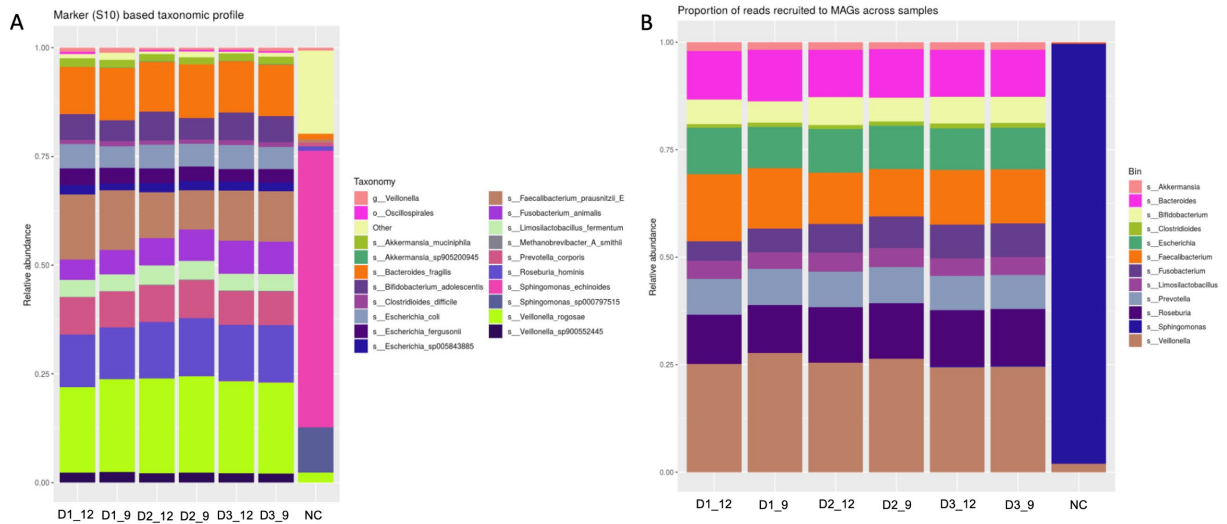 A
Marker (S10) based taxonomic profile
Relative abundance
1.00
0.75
0.50
0.25
0.00
D1_12 D1_9 D2_12 D2_9 D3_12 D3_9 NC
Taxonomy
g__Veillonella
o__Oscillospirales
Other
s__Akkermansia_muciniphila
s__Akkermansia_sp905200945
s__Bacteroides_fragilis
s__Bifidobacterium_adolescentis
s__Clostridioides_difficile
s__Escherichia_coli
s__Escherichia_fergusonii
s__Escherichia_sp005843885
s__Faecalibacterium_prausnitzii_E
s__Fusobacterium_animalis
s__Limosilactobacillus_fermentum
s__Methanobrevibacter_A_smithii
s__Prevotella_corporis
s__Roseburia_hominis
s__Sphingomonas_echinoides
s__Sphingomonas_sp000797515
s__Veillonella_rogosae
s__Veillonella_sp900552445
B
Proportion of reads recruited to MAGs across samples
Relative abundance
1.00
0.75
0.50
0.25
0.00
D1_12 D1_9 D2_12 D2_9 D3_12 D3_9 NC
Bin
s__Akkermansia
s__Bacteroides
s__Bifidobacterium
s__Clostridioides
s__Escherichia
s__Faecalibacterium
s__Fusobacterium
s__Limosilactobacillus
s__Prevotella
s__Roseburia
s__Sphingomonas
s__Veillonella